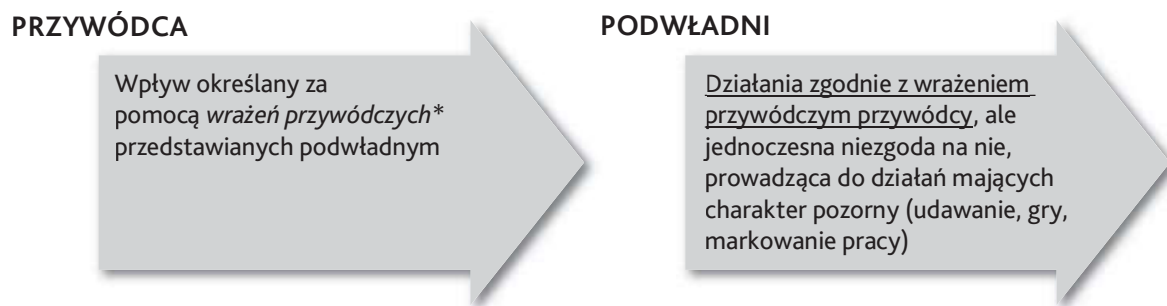 PRZYWÓDCA
Wpływ określany za
pomocą wrażeń przywódczych*
przedstawianych podwładnym
PODWŁADNI
Działania zgodnie z wrażeniem
przywódczym przywódcy, ale
jednoczesna niezgoda na nie,
prowadząca do działań mających
charakter pozorny (udawanie, gry,
markowanie pracy)